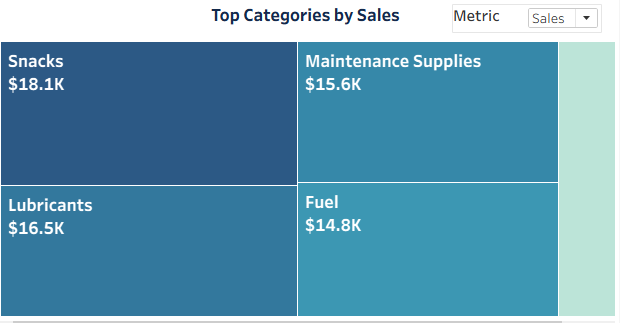 Top Categories by Sales
Metric
Sales
Snacks
$18.1K
Maintenance Supplies
$15.6K
Lubricants
$16.5K
Fuel
$14.8K